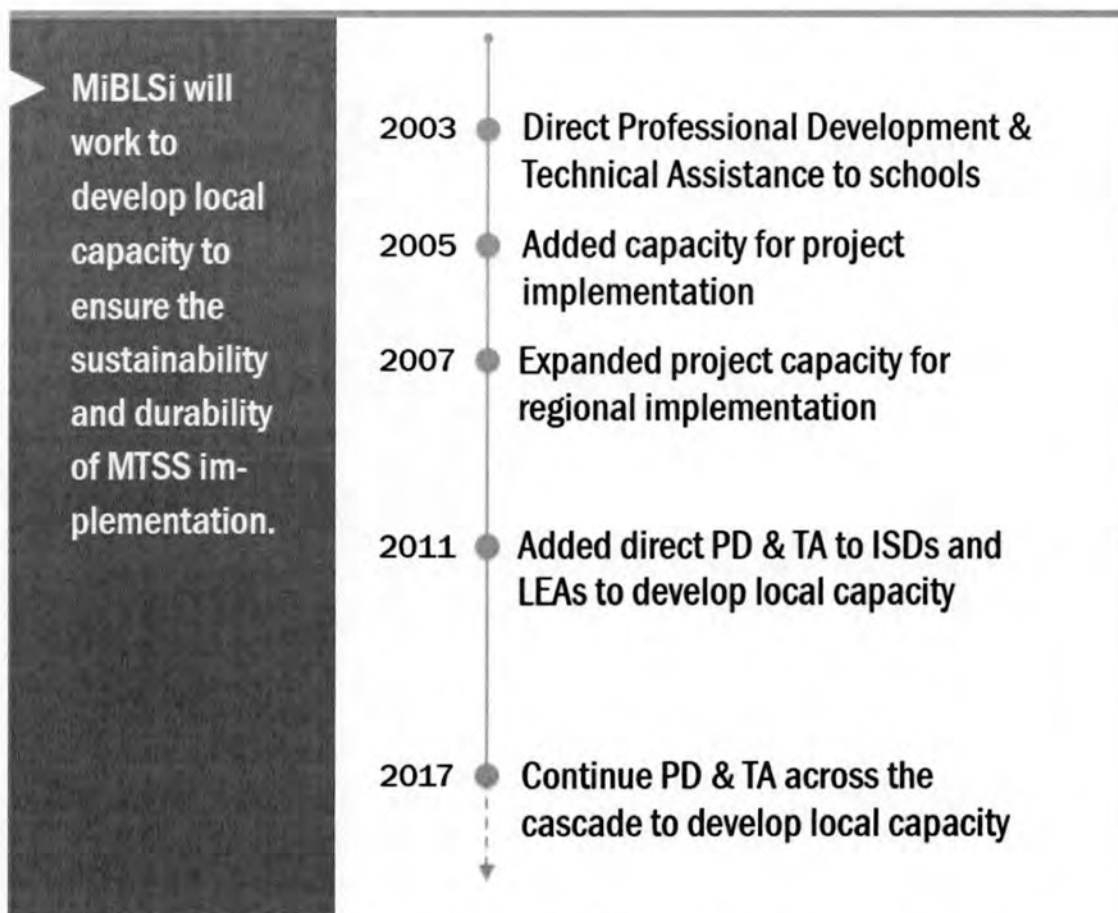 MiBLSi will
work to
develop local
capacity to
ensure the
sustainability
and durability
of MTSS im-
plementation.
2003 Direct Professional Development &
Technical Assistance to schools
2005 Added capacity for project
implementation
2007 Expanded project capacity for
regional implementation
2011 Added direct PD & TA to ISDs and
LEAs to develop local capacity
2017 Continue PD & TA across the
cascade to develop local capacity